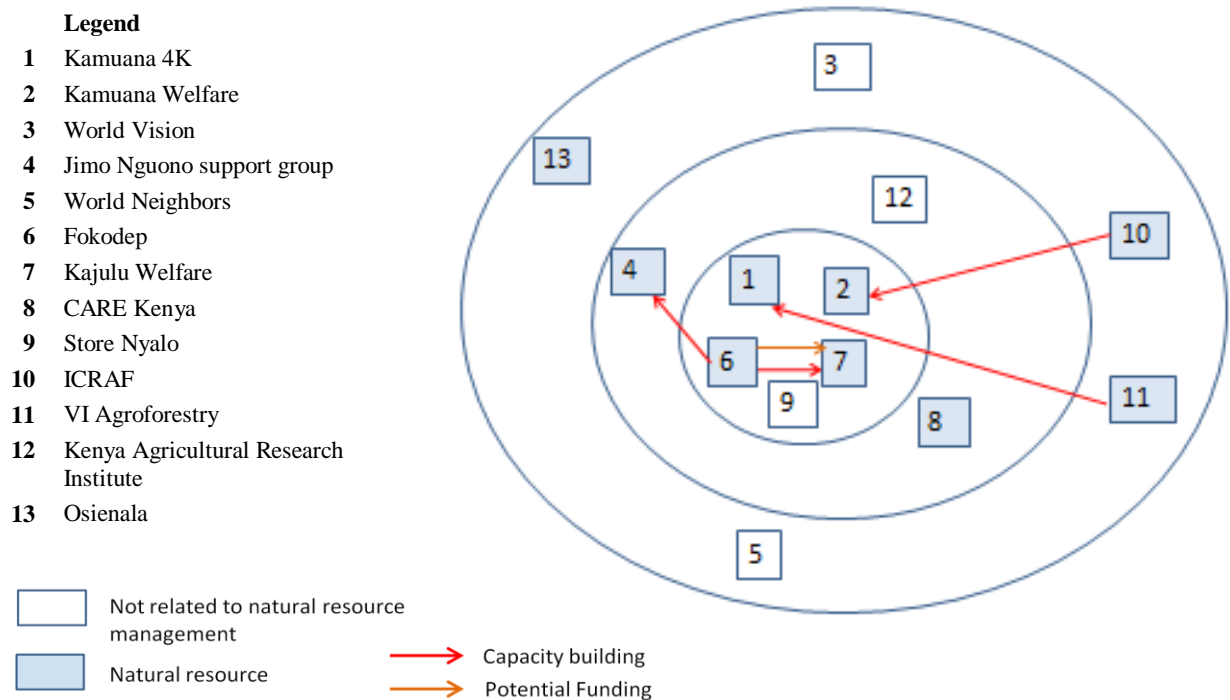 Legend
1 Kamuana 4K
2 Kamuana Welfare
3 World Vision
4 Jimo Nguono support group
5 World Neighbors
6 Fokodep
7 Kajulu Welfare
8 CARE Kenya
9 Store Nyalo
10 ICRAF
11 VI Agroforestry
12 Kenya Agricultural Research
Institute
13 Osienala
3
13
12
10
4
1
2
6
7
9
11
8
5
Not related to natural resource
management
Natural resource
Capacity building
Potential Funding